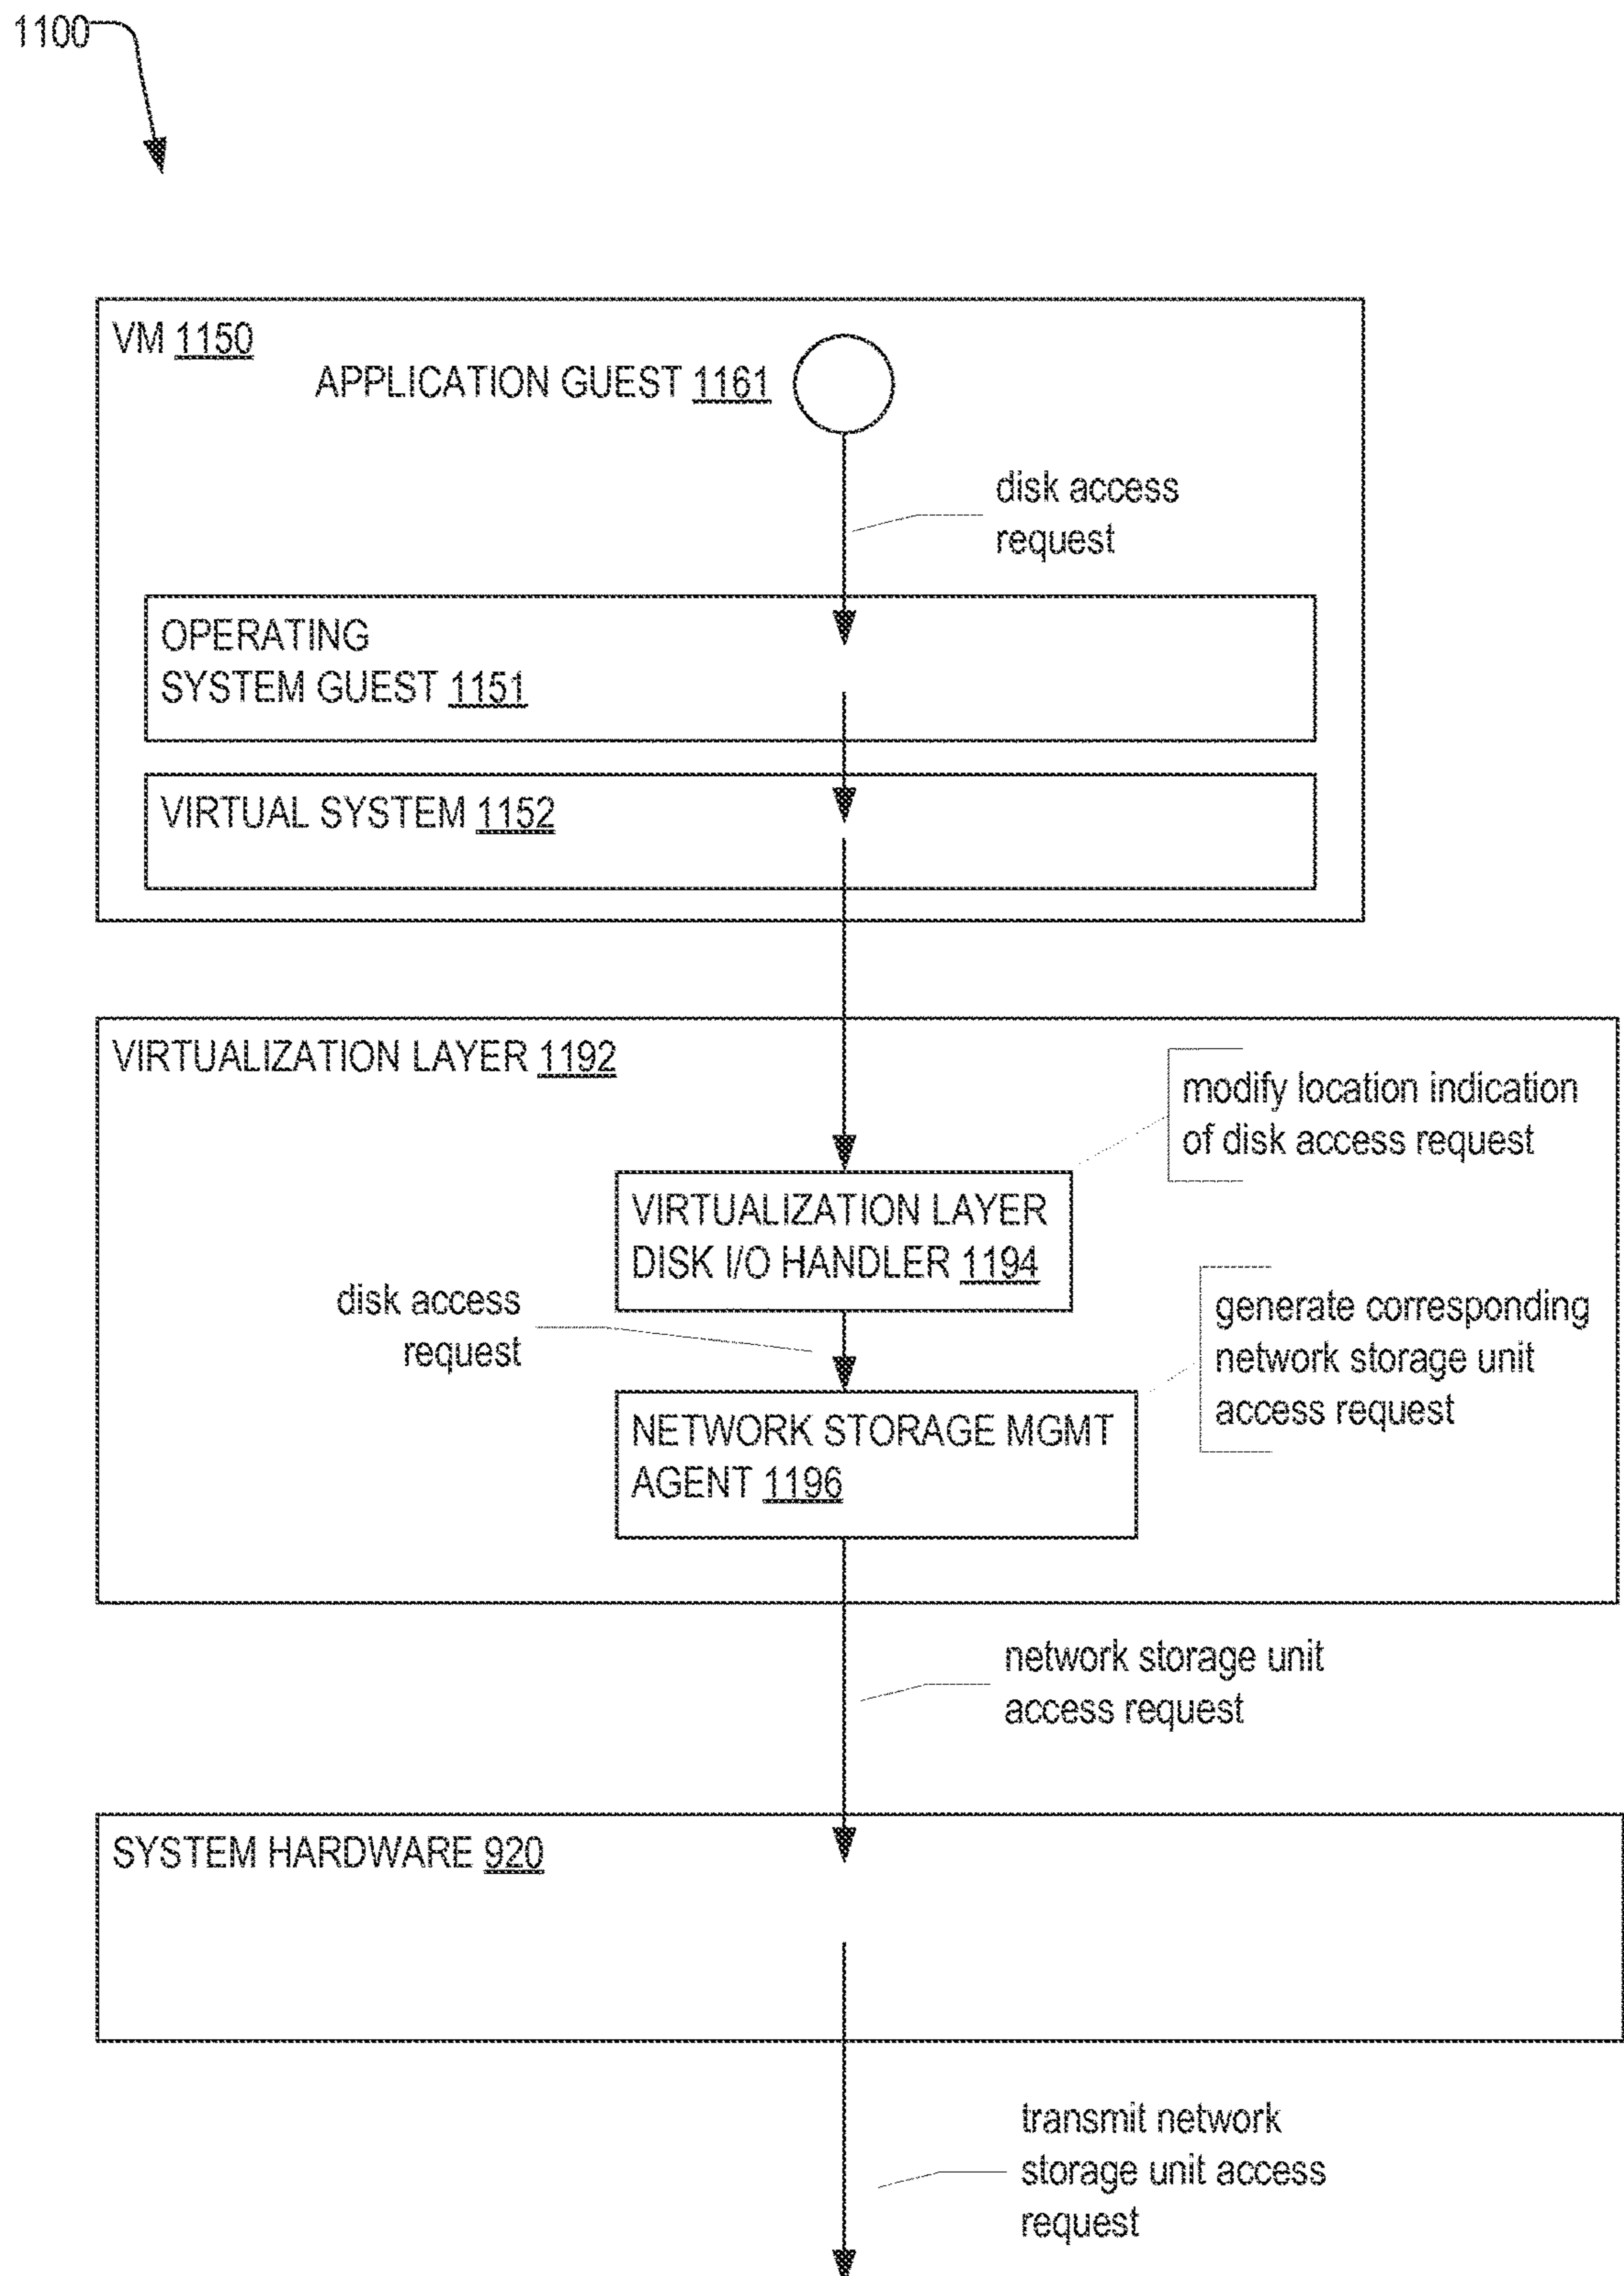 1100
VM 1150
APPLICATION GUEST 1161
disk access
request
OPERATING
SYSTEM GUEST 1151
VIRTUAL SYSTEM 1152
VIRTUALIZATION LAYER 1192
modify location indication
of disk access request
VIRTUALIZATION LAYER
DISK I/O HANDLER 1194
disk access
request
generate corresponding
network storage unit
access request
NETWORK STORAGE MGMT
AGENT 1196
network storage unit
access request
SYSTEM HARDWARE 920
transmit network
storage unit access
request